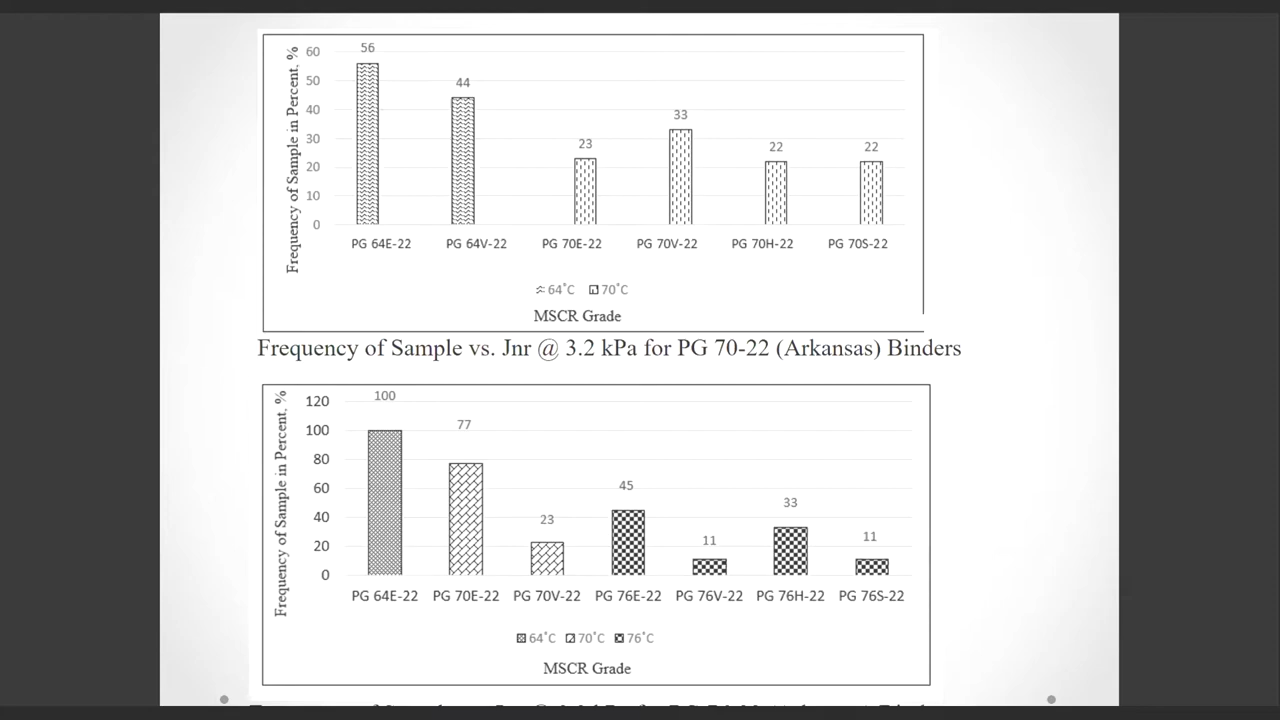 Frequency of Sample in Percent, %
60
50
40
30
20
10
0
56
44
23
33
22
22
PG 64E-22
PG 64V-22
PG 70E-22
PG 70V-22
PG 70H-22
PG 70S-22
64˚C
70˚C
MSCR Grade
Frequency of Sample vs. Jnr @ 3.2 kPa for PG 70-22 (Arkansas) Binders
Frequency of Sample in Percent, %
120
100
80
60
40
20
0
100
77
23
45
11
33
11
PG 64E-22
PG 70E-22
PG 70V-22
PG 76E-22
PG 76V-22
PG 76H-22
PG 76S-22
64˚C
70˚C
76˚C
MSCR Grade